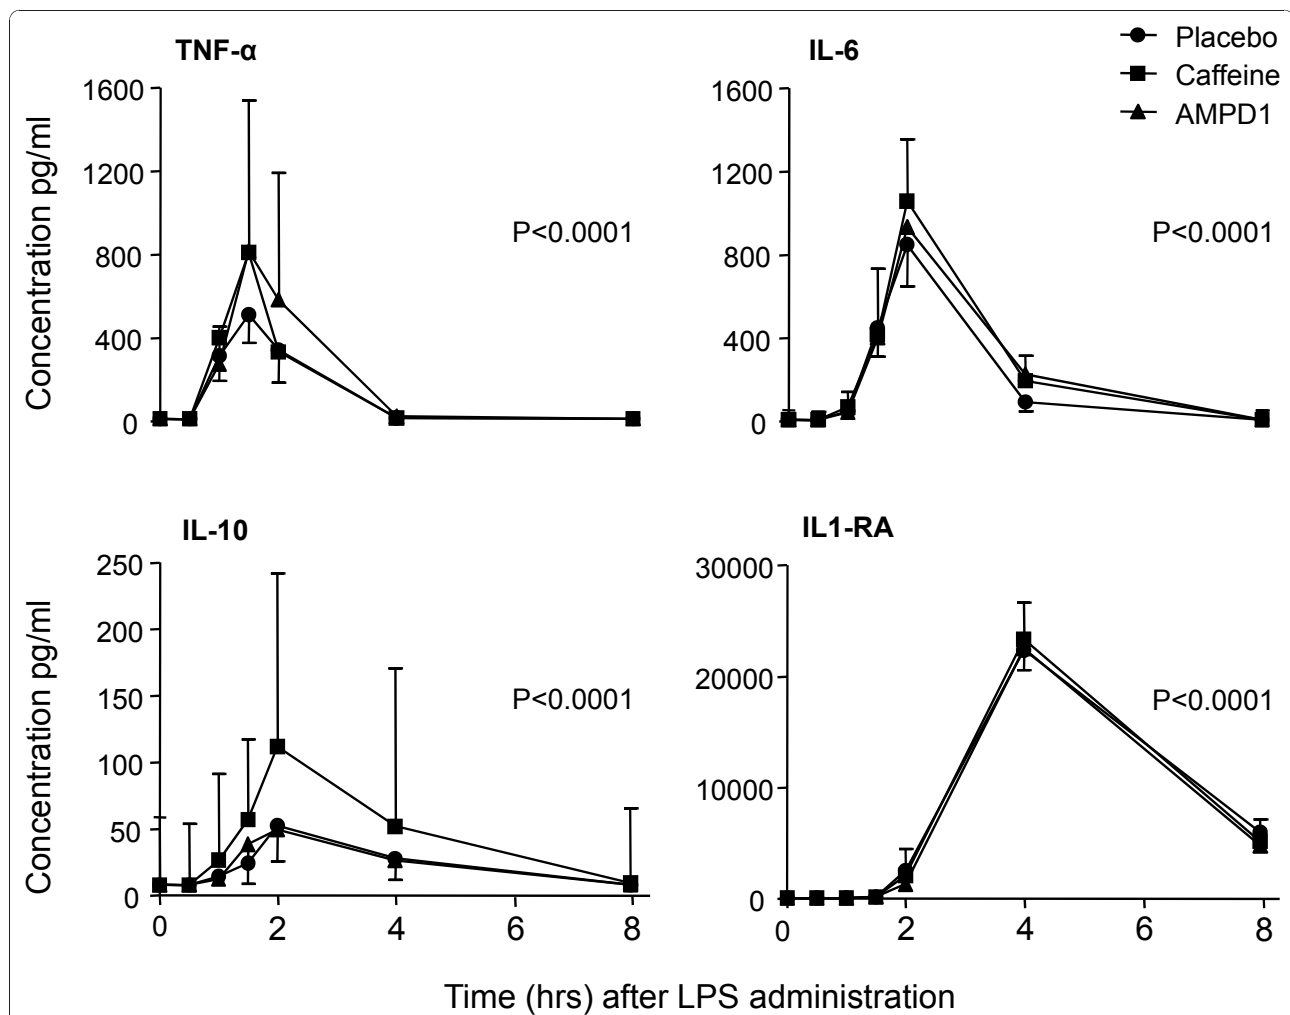 TNF-α
IL-6
Placebo
Caffeine
AMPD1
1600
1200
800
400
0
Concentration pg/ml
P<0.0001
1600
1200
800
400
0
P<0.0001
IL-10
250
200
150
100
50
0
Concentration pg/ml
P<0.0001
0 2 4 6 8
IL1-RA
30000
20000
10000
0
P<0.0001
0 2 4 6 8
Time (hrs) after LPS administration